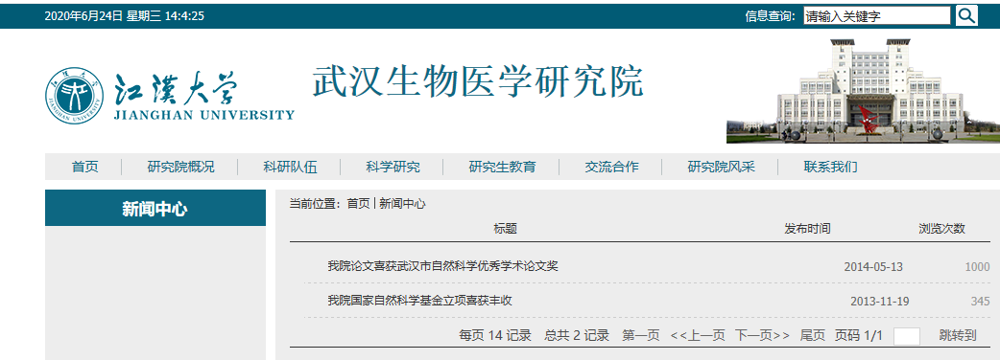 2020年6月24日 星期三 14:4:25 信息查询: 请输入关键字
江漢大学 武汉生物医学研究院
JIANGHAN UNIVERSITY
首页 研究院概况 科研队伍 科学研究 研究生教育 交流合作 研究院风采 联系我们
新闻中心 当前位置：首页 | 新闻中心
标题 发布时间 浏览次数
我院论文喜获武汉市自然科学优秀学术论文奖 2014-05-13 1000
我院国家自然科学基金立项喜获丰收 2013-11-19 345
每页 14 记录 总共 2 记录 第一页 <<上一页 下一页>> 尾页 页码 1/1 跳转到